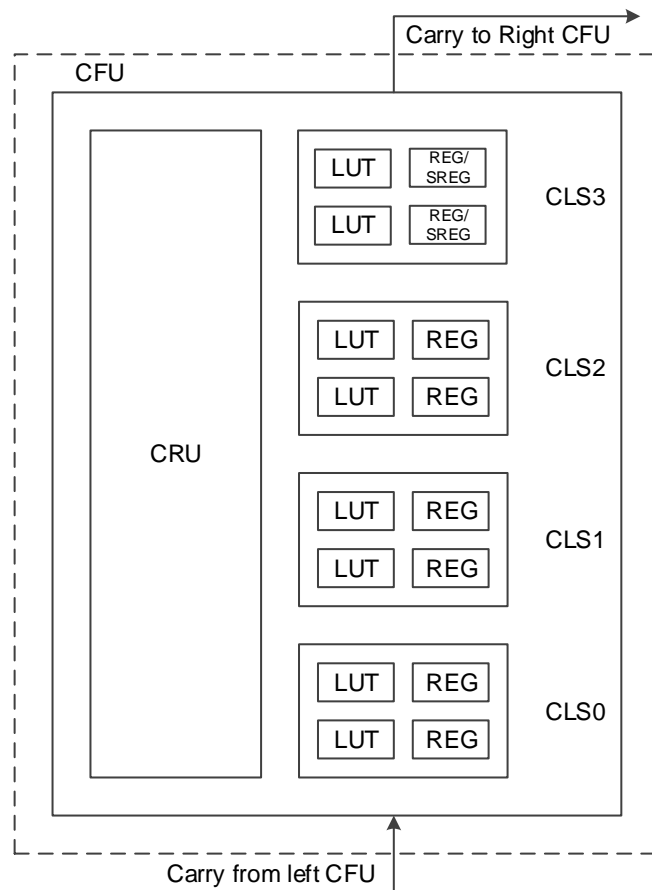 Carry to Right CFU
CFU
CRU
LUT
REG/
SREG
LUT
REG/
SREG
CLS3
LUT
REG
LUT
REG
CLS2
LUT
REG
LUT
REG
CLS1
LUT
REG
LUT
REG
CLS0
Carry from left CFU